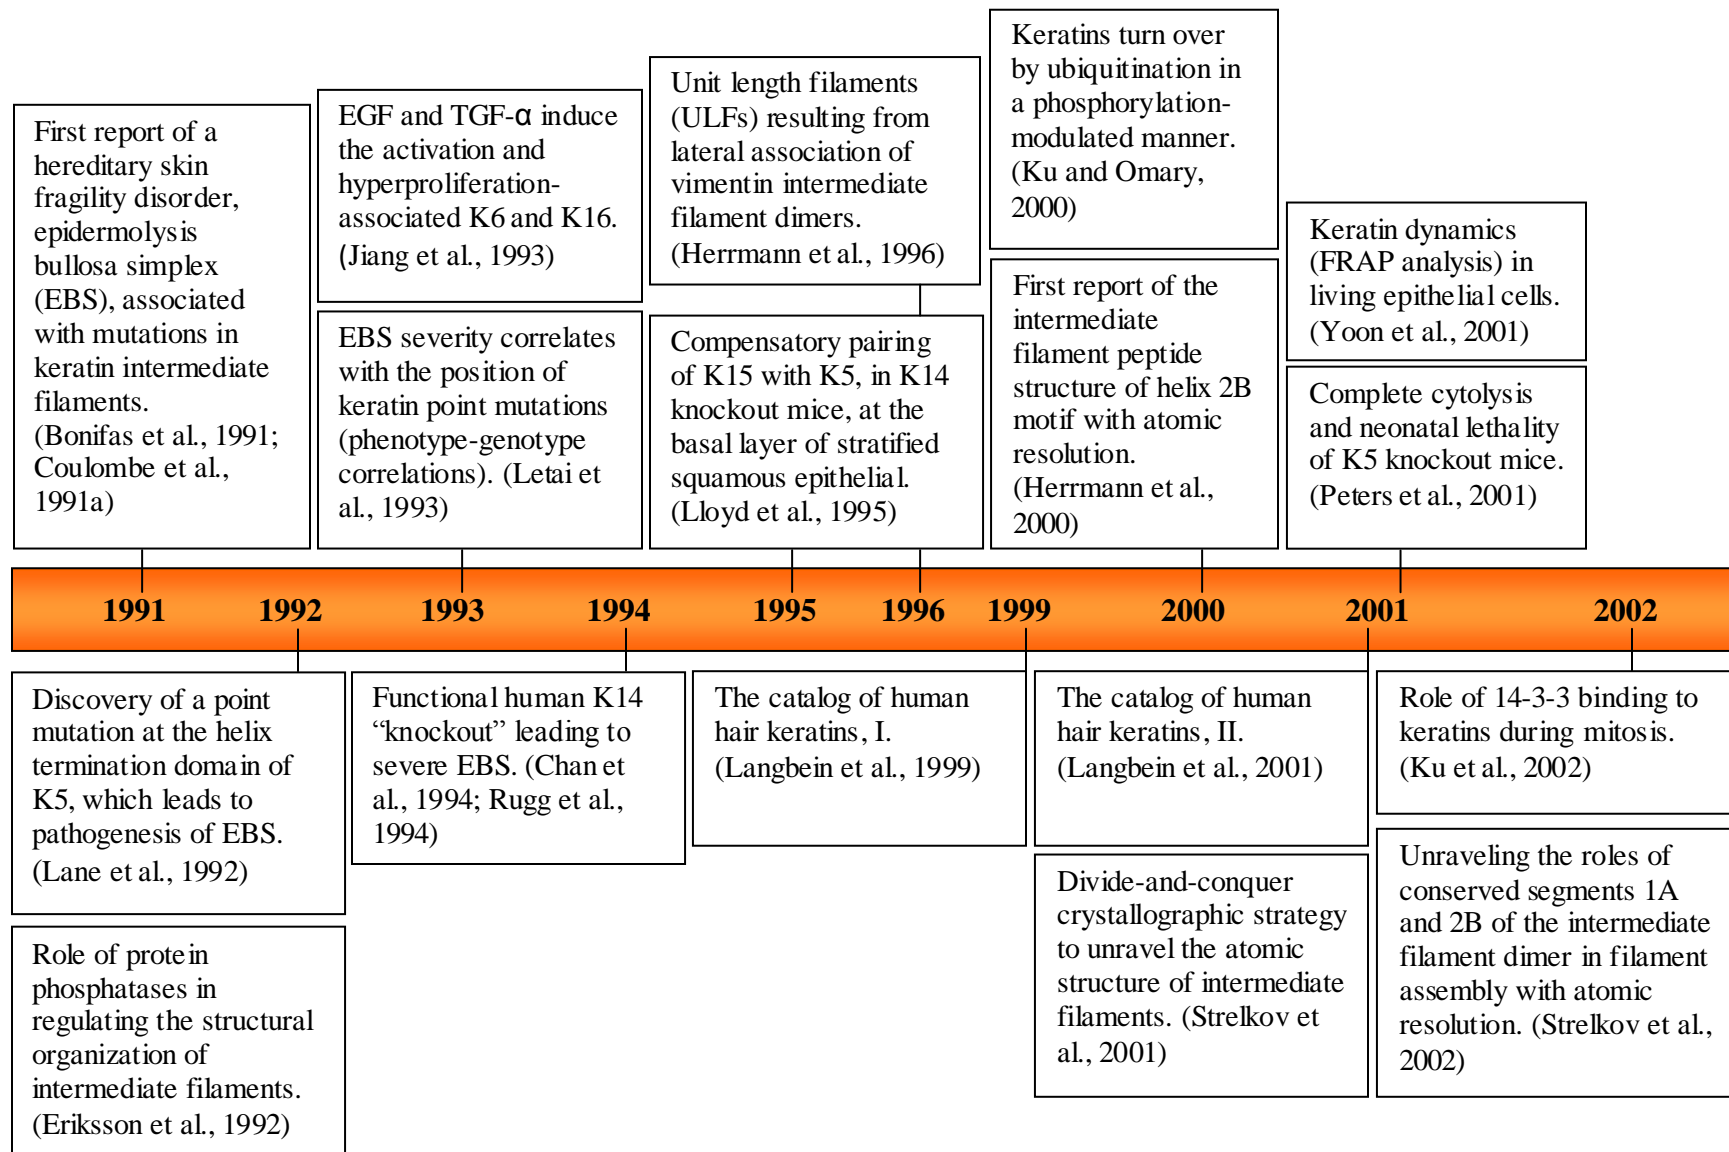 First report of a
hereditary skin
fragility disorder,
epidermolysis
bullosa simplex
(EBS), associated
with mutations in
keratin intermediate
filaments.
(Bonifas et al., 1991;
Coulombe et al.,
1991a)
EGF and TGF-α induce
the activation and
hyperproliferation-
associated K6 and K16.
(Jiang et al., 1993)
EBS severity correlates
with the position of
keratin point mutations
(phenotype-genotype
correlations). (Letai et
al., 1993)
Unit length filaments
(ULFs) resulting from
lateral association of
vimentin intermediate
filament dimers.
(Herrmann et al., 1996)
Compensatory pairing
of K15 with K5, in K14
knockout mice, at the
basal layer of stratified
squamous epithelial.
(Lloyd et al., 1995)
Keratins turn over
by ubiquitination in
a phosphorylation-
modulated manner.
(Ku and Omary,
2000)
First report of the
intermediate
filament peptide
structure of helix 2B
motif with atomic
resolution.
(Herrmann et al.,
2000)
Keratin dynamics
(FRAP analysis) in
living epithelial cells.
(Yoon et al., 2001)
Complete cytolysis
and neonatal lethality
of K5 knockout mice.
(Peters et al., 2001)
1991 1992 1993 1994 1995 1996 1999 2000 2001 2002
Discovery of a point
mutation at the helix
termination domain of
K5, which leads to
pathogenesis of EBS.
(Lane et al., 1992)
Role of protein
phosphatases in
regulating the structural
organization of
intermediate filaments.
(Eriksson et al., 1992)
Functional human K14
“knockout” leading to
severe EBS. (Chan et
al., 1994; Rugg et al.,
1994)
The catalog of human
hair keratins, I.
(Langbein et al., 1999)
The catalog of human
hair keratins, II.
(Langbein et al., 2001)
Divide-and-conquer
crystallographic strategy
to unravel the atomic
structure of intermediate
filaments. (Strelkov et
al., 2001)
Role of 14-3-3 binding to
keratins during mitosis.
(Ku et al., 2002)
Unraveling the roles of
conserved segments 1A
and 2B of the intermediate
filament dimer in filament
assembly with atomic
resolution. (Strelkov et al.,
2002)